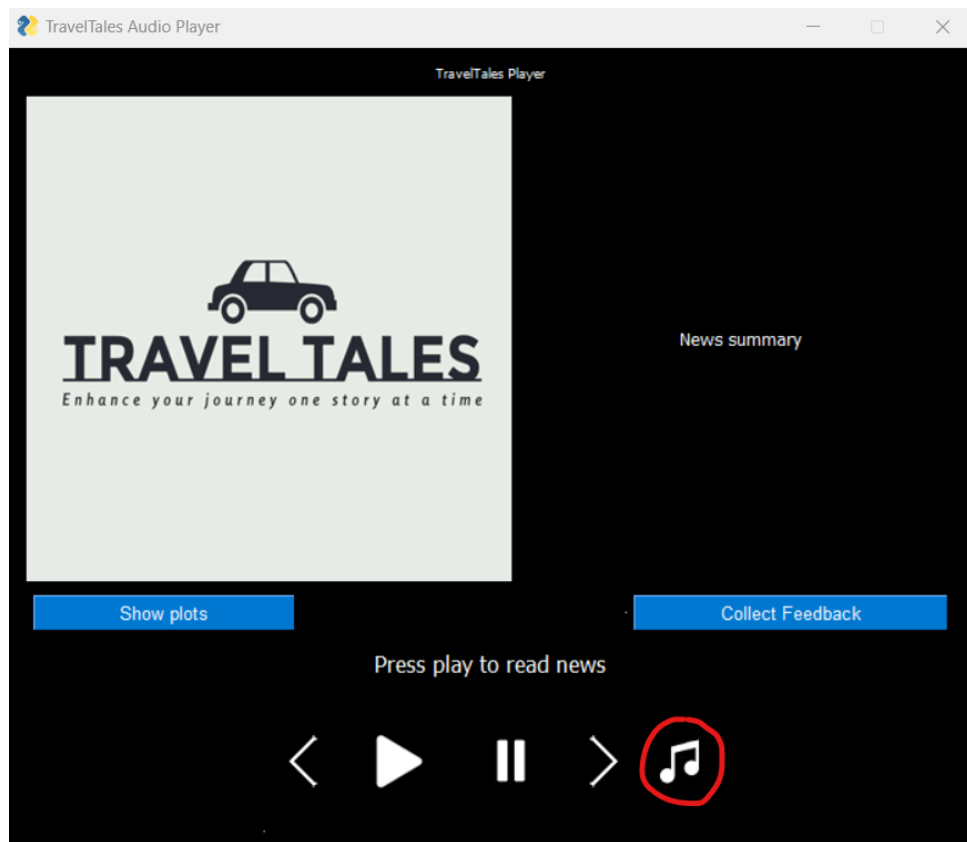 TravelTales Audio Player
TravelTales Player
TRAVEL TALES
Enhance your journey one story at a time
News summary
Show plots
Collect Feedback
Press play to read news